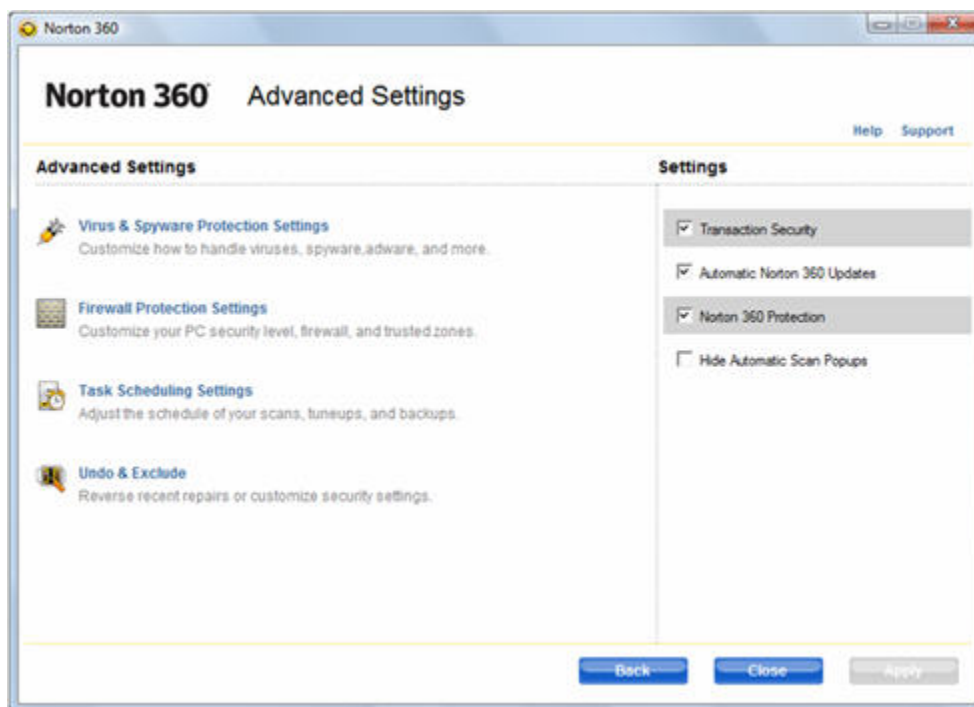 Norton 360
Norton 360 Advanced Settings
Help Support
Advanced Settings
Virus & Spyware Protection Settings
Customize how to handle viruses, spyware,adware, and more.
Firewall Protection Settings
Customize your PC security level, firewall, and trusted zones.
Task Scheduling Settings
Adjust the schedule of your scans, tuneups, and backups.
Undo & Exclude
Reverse recent repairs or customize security settings.
Settings
Transaction Security
Automatic Norton 360 Updates
Norton 360 Protection
Hide Automatic Scan Popups
Back Close Apply